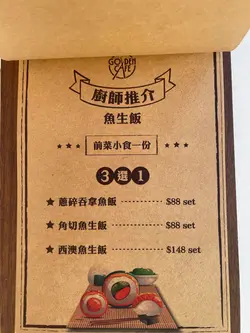 GOLDEN
CAFE
廚師推介
魚生飯
★★★ 前菜小食一份 ★★★
3 選 1
★ 蔥碎吞拿魚飯 ---------- $88 set
★ 角切魚生飯 ---------- $88 set
★ 西澳魚生飯 ---------- $148 set